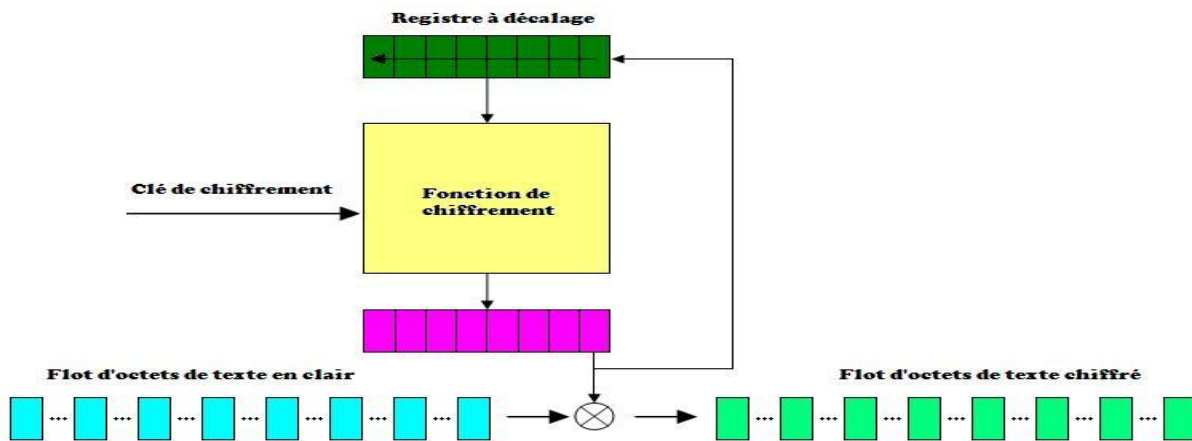 Registre à décalage
Clé de chiffrement
Fonction de
chiffrement
Flot d'octets de texte en clair
Flot d'octets de texte chiffré
... ... ... ... ... ... ...
... ... ... ... ... ... ...